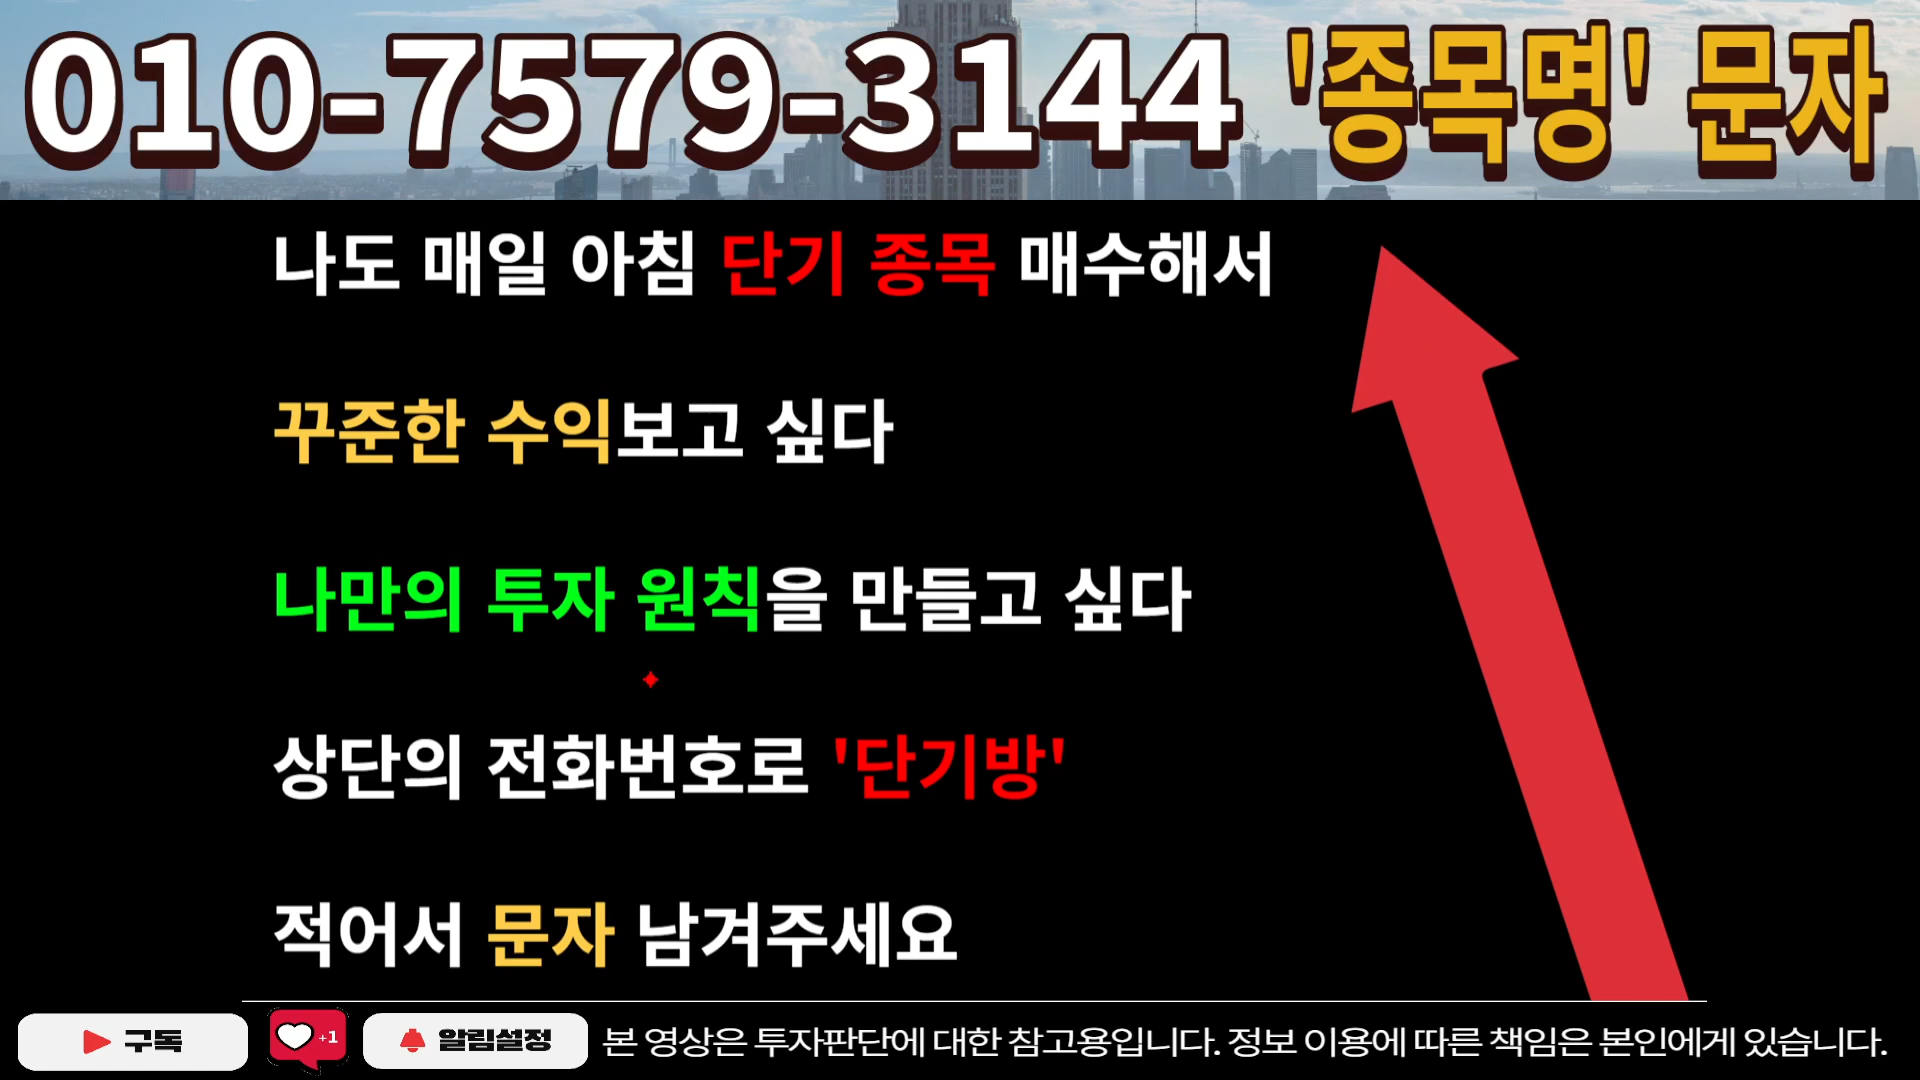 010-7579-3144 '종목명' 문자
나도 매일 아침 단기 종목 매수해서
꾸준한 수익보고 싶다
나만의 투자 원칙을 만들고 싶다
상단의 전화번호로 '단기방'
적어서 문자 남겨주세요
구독 +1 알림설정 본 영상은 투자판단에 대한 참고용입니다. 정보 이용에 따른 책임은 본인에게 있습니다.